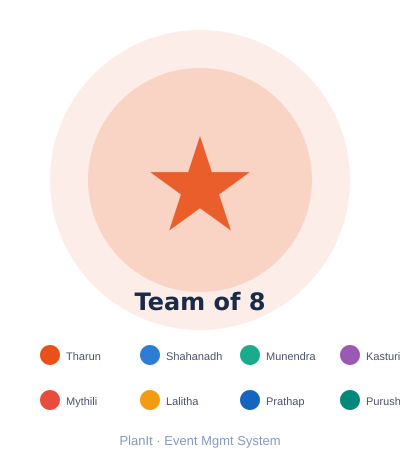 Team of 8
Tharun Shahanadh Munendra Kasturi
Mythili Lalitha Prathap Purush
PlanIt · Event Mgmt System